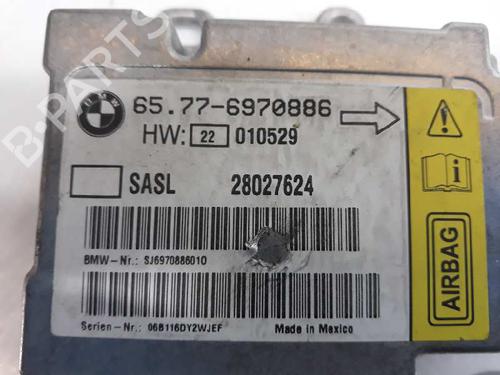 BMW
65.77-6970886
HW: 22 010529
SASL 28027624
BMW-Nr.: SJ6970886010
Serien-Nr.: 06B116DY2WJEF
Made in Mexico
AIRBAG
B-PARTS